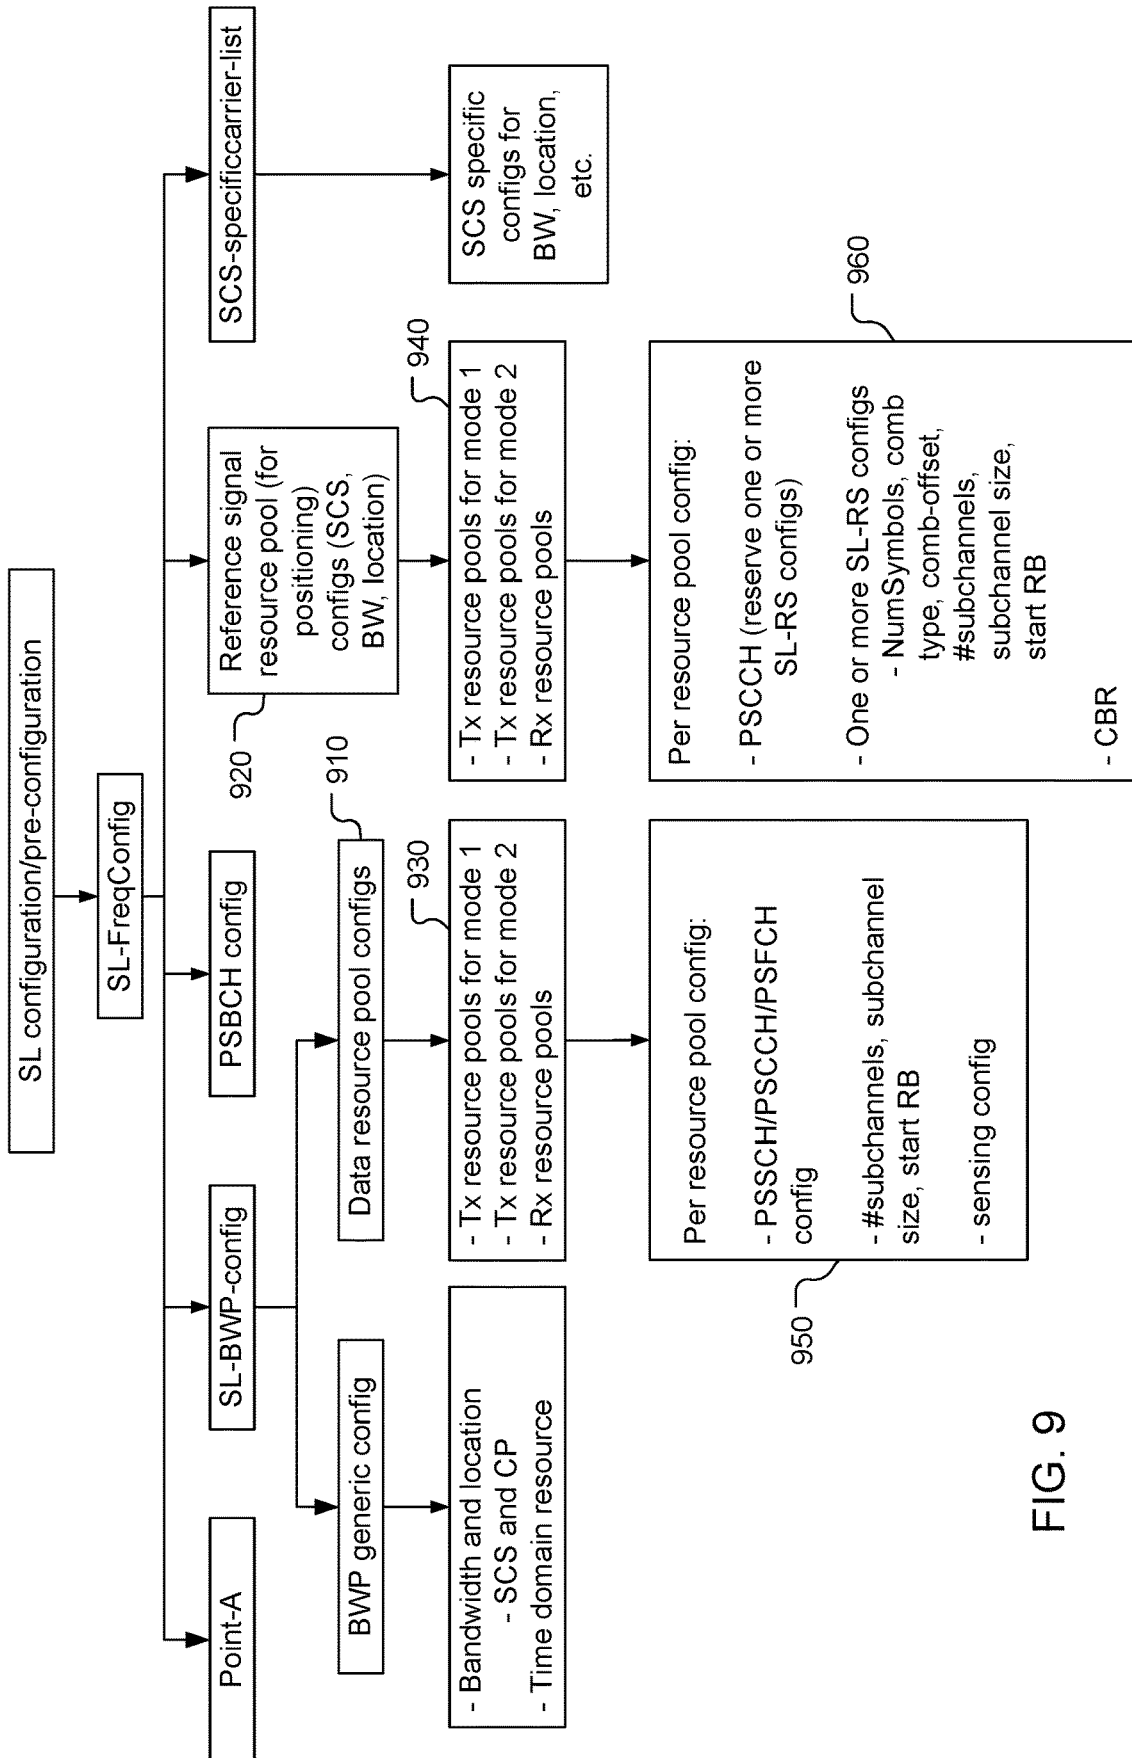 SL configuration/pre-configuration
SL-FreqConfig
Point-A
SL-BWP-config
PSBCH config
Reference signal
resource pool (for
positioning)
configs (SCS,
BW, location)
920
SCS-specificcarrier-list
BWP generic config
Data resource pool configs
910
- Bandwidth and location
- SCS and CP
- Time domain resource
930
- Tx resource pools for mode 1
- Tx resource pools for mode 2
- Rx resource pools
940
- Tx resource pools for mode 1
- Tx resource pools for mode 2
- Rx resource pools
SCS specific
configs for
BW, location,
etc.
950
Per resource pool config:
- PSSCH/PSCCH/PSFCH
config
- #subchannels, subchannel
size, start RB
- sensing config
960
Per resource pool config:
- PSCCH (reserve one or more
SL-RS configs)
- One or more SL-RS configs
- NumSymbols, comb
type, comb-offset,
#subchannels,
subchannel size,
start RB
- CBR
FIG. 9